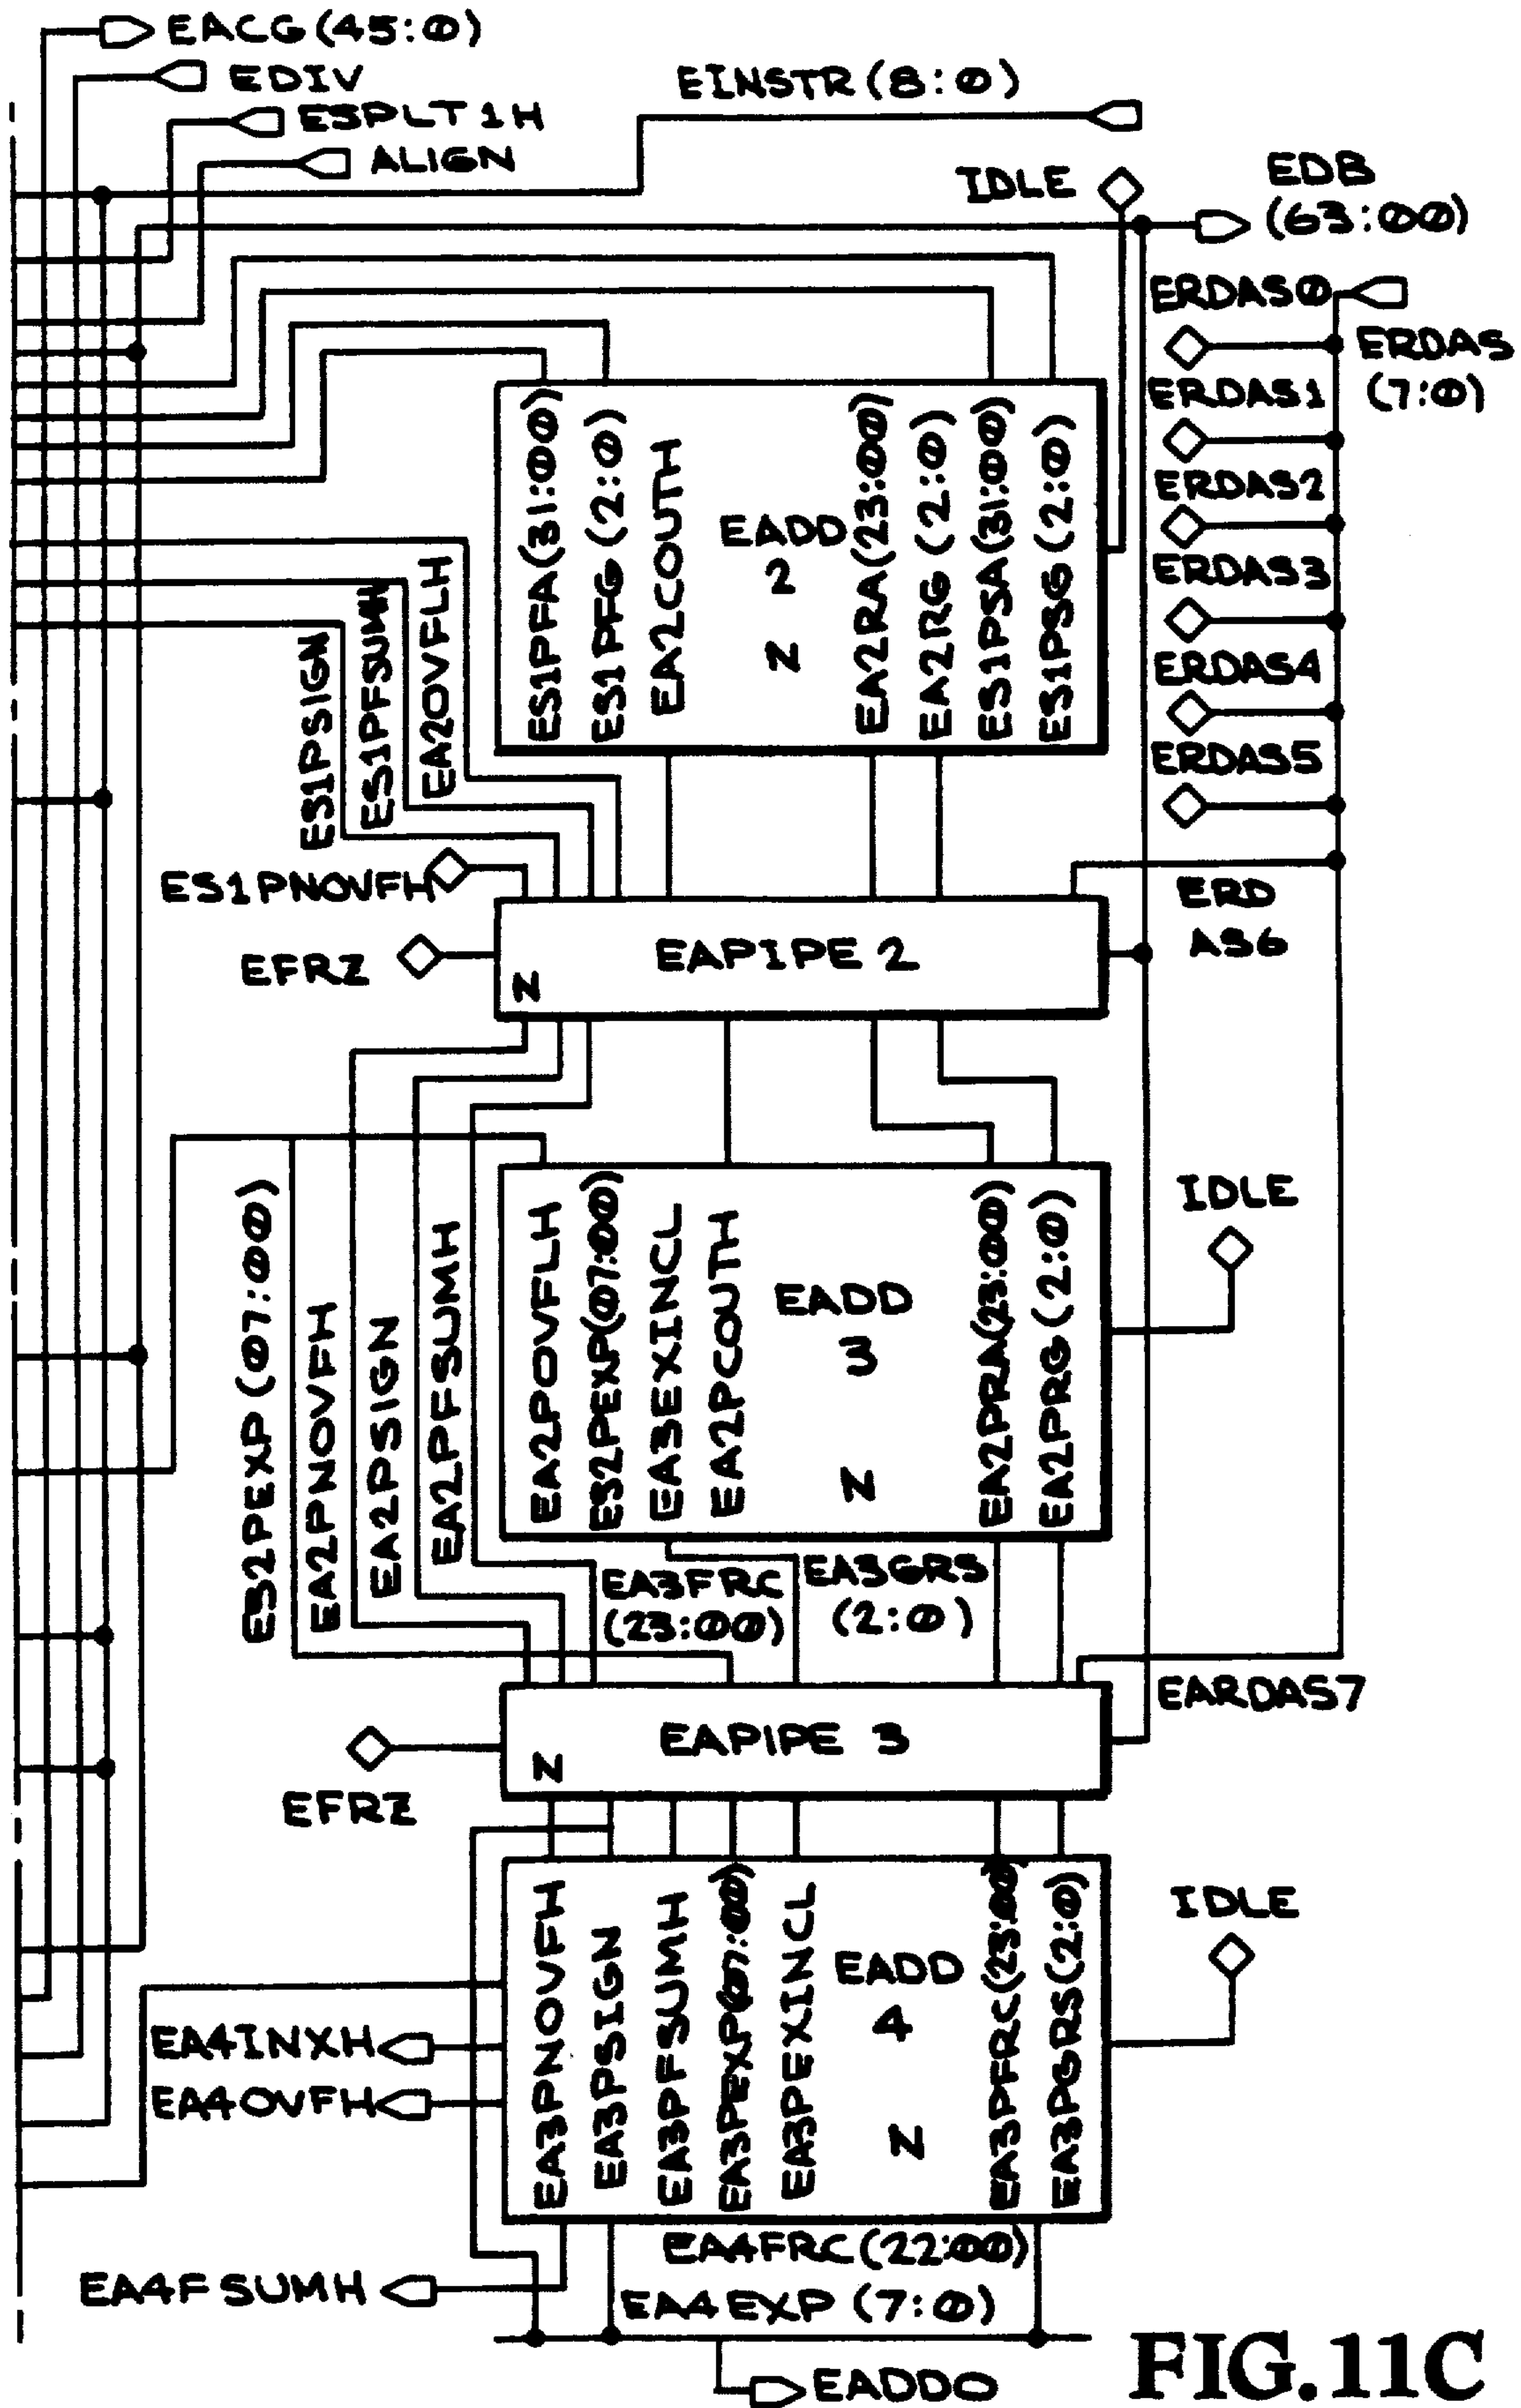 EACG(45:0)
EDIV
ESPLT1H
ALIGN
EINSTR(8:0)
IDLE
EDB
(63:00)
ERDAS0
ERDAS
(7:0)
ERDAS1
ERDAS2
ERDAS3
ERDAS4
ERDAS5
ERD
AS6
ES1PFA(31:00)
ES1PFG(2:0)
EA2COUTH
EADD
2
N
EA2RA(23:00)
EA2RG(2:0)
ES1PSA(31:00)
ES1PSG(2:0)
ES1PSIGN
ES1PFSUMH
EA2OVFLH
ES1PNOVFH
EFRZ
EAPIPE 2
N
ES2PEXP(07:00)
EA2PNOVFH
EA2PSIGN
EA2PFSUMH
EA2POVFLH
ES2PEXP(07:00)
EA3EXINCL
EA2PCOUTH
EADD
3
N
EA2PRA(23:00)
EA2PRG(2:0)
IDLE
EA3FRC
(23:00)
EA3GRS
(2:0)
EARDAS7
EAPIPE 3
N
EFRZ
EA3PNOVFH
EA3PSIGN
EA3PFSUMH
EA3PEXP(07:00)
EA3PEXINCL
EADD
4
N
EA3PFRC(23:00)
EA3PGRS(2:0)
IDLE
EA4INXH
EA4OVFH
EA4FSUMH
EA4FRC(22:00)
EA4EXP(7:0)
EADDO
FIG.11C